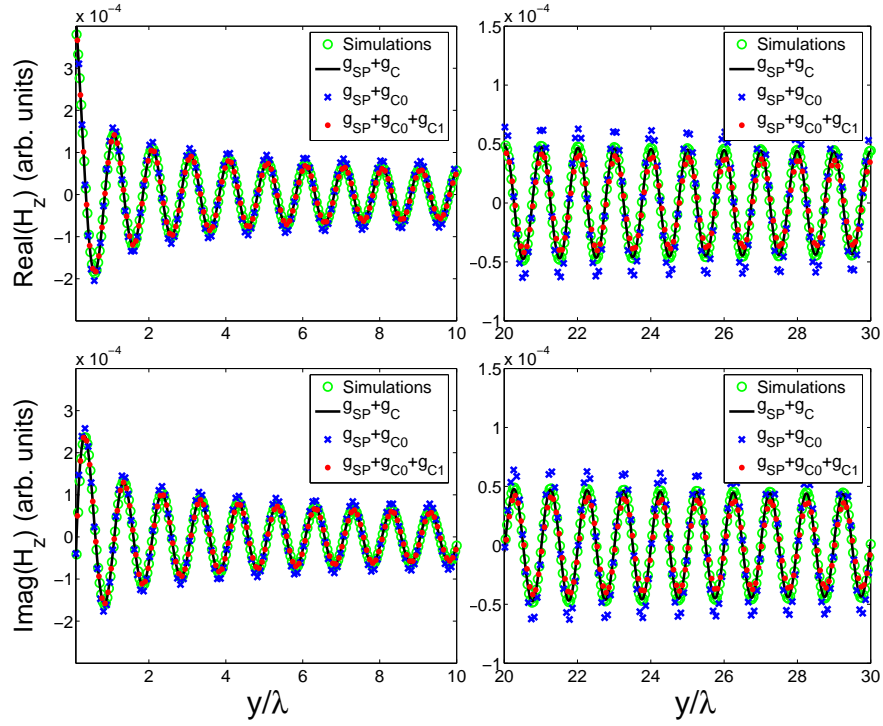 x 10⁻⁴
Real(H_Z) (arb. units)
3
2
1
0
−1
−2
2
4
6
8
10
Simulations
g_SP+g_C
g_SP+g_C0
g_SP+g_C0+g_C1
x 10⁻⁴
1.5
1
0.5
0
−0.5
−1
20
22
24
26
28
30
Simulations
g_SP+g_C
g_SP+g_C0
g_SP+g_C0+g_C1
x 10⁻⁴
Imag(H_Z) (arb. units)
3
2
1
0
−1
−2
2
4
6
8
10
y/λ
Simulations
g_SP+g_C
g_SP+g_C0
g_SP+g_C0+g_C1
x 10⁻⁴
1.5
1
0.5
0
−0.5
−1
20
22
24
26
28
30
y/λ
Simulations
g_SP+g_C
g_SP+g_C0
g_SP+g_C0+g_C1